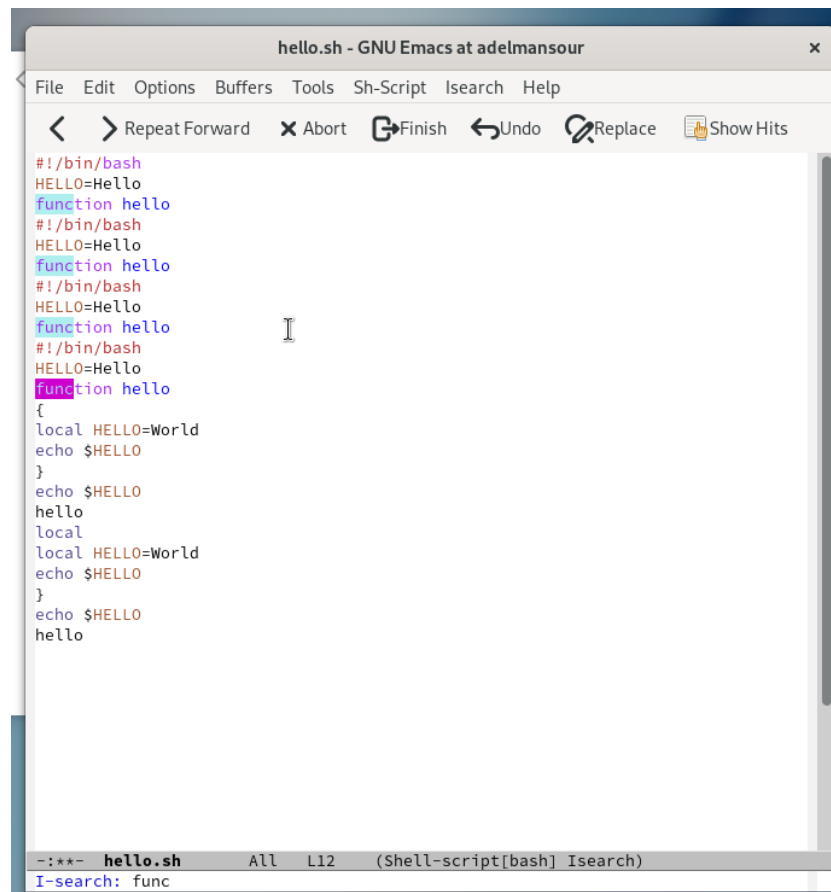 hello.sh - GNU Emacs at adelmansour ×
File Edit Options Buffers Tools Sh-Script Isearch Help
Repeat Forward Abort Finish Undo Replace Show Hits
#!/bin/bash
HELLO=Hello
function hello
#!/bin/bash
HELLO=Hello
function hello
#!/bin/bash
HELLO=Hello
function hello
#!/bin/bash
HELLO=Hello
function hello
{
local HELLO=World
echo $HELLO
}
echo $HELLO
hello
local
local HELLO=World
echo $HELLO
}
echo $HELLO
hello
-:**- hello.sh All L12 (Shell-script[bash] Isearch)
I-search: func